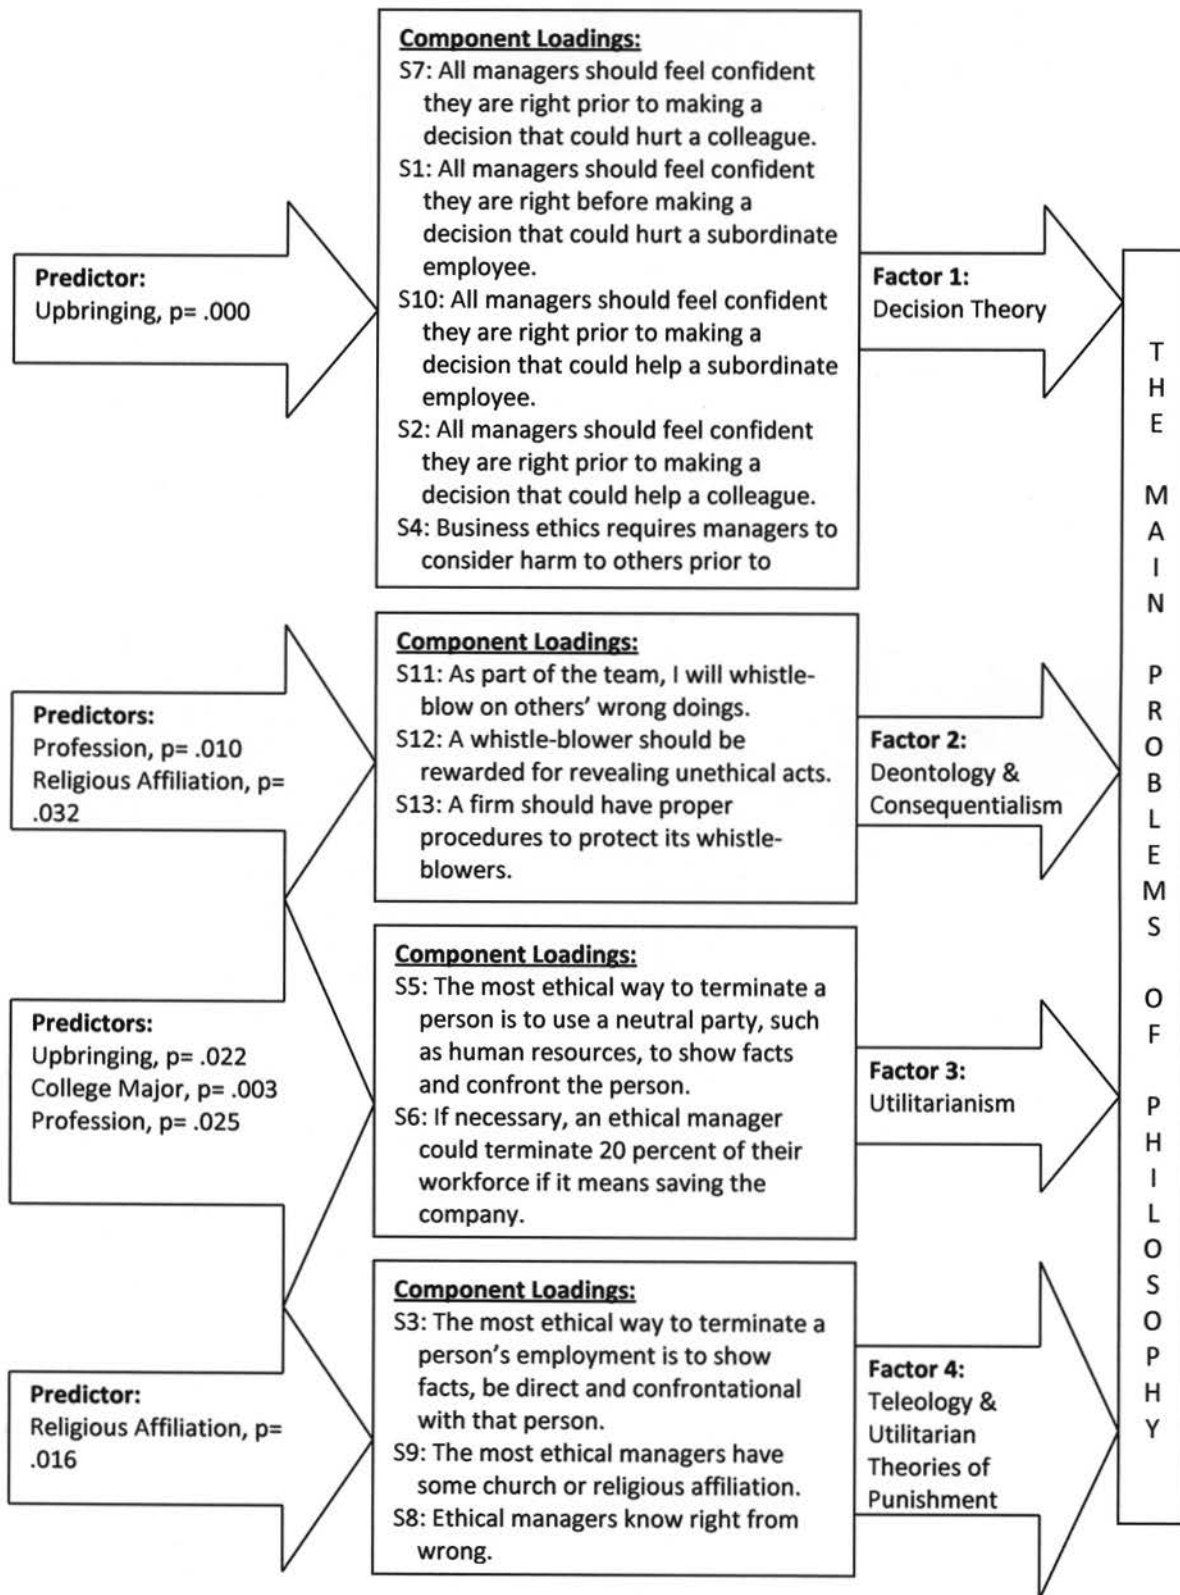 Component Loadings:
S7: All managers should feel confident
they are right prior to making a
decision that could hurt a colleague.
S1: All managers should feel confident
they are right before making a
decision that could hurt a subordinate
employee.
S10: All managers should feel confident
they are right prior to making a
decision that could help a subordinate
employee.
S2: All managers should feel confident
they are right prior to making a
decision that could help a colleague.
S4: Business ethics requires managers to
consider harm to others prior to
Predictor:
Upbringing, p= .000
Factor 1:
Decision Theory
Predictors:
Profession, p= .010
Religious Affiliation, p=
.032
Component Loadings:
S11: As part of the team, I will whistle-
blow on others' wrong doings.
S12: A whistle-blower should be
rewarded for revealing unethical acts.
S13: A firm should have proper
procedures to protect its whistle-
blowers.
Factor 2:
Deontology &
Consequentialism
Predictors:
Upbringing, p= .022
College Major, p= .003
Profession, p= .025
Component Loadings:
S5: The most ethical way to terminate a
person is to use a neutral party, such
as human resources, to show facts
and confront the person.
S6: If necessary, an ethical manager
could terminate 20 percent of their
workforce if it means saving the
company.
Factor 3:
Utilitarianism
Predictor:
Religious Affiliation, p=
.016
Component Loadings:
S3: The most ethical way to terminate a
person's employment is to show
facts, be direct and confrontational
with that person.
S9: The most ethical managers have
some church or religious affiliation.
S8: Ethical managers know right from
wrong.
Factor 4:
Teleology &
Utilitarian
Theories of
Punishment
THE MAIN PROBLEMS OF PHILOSOPHY